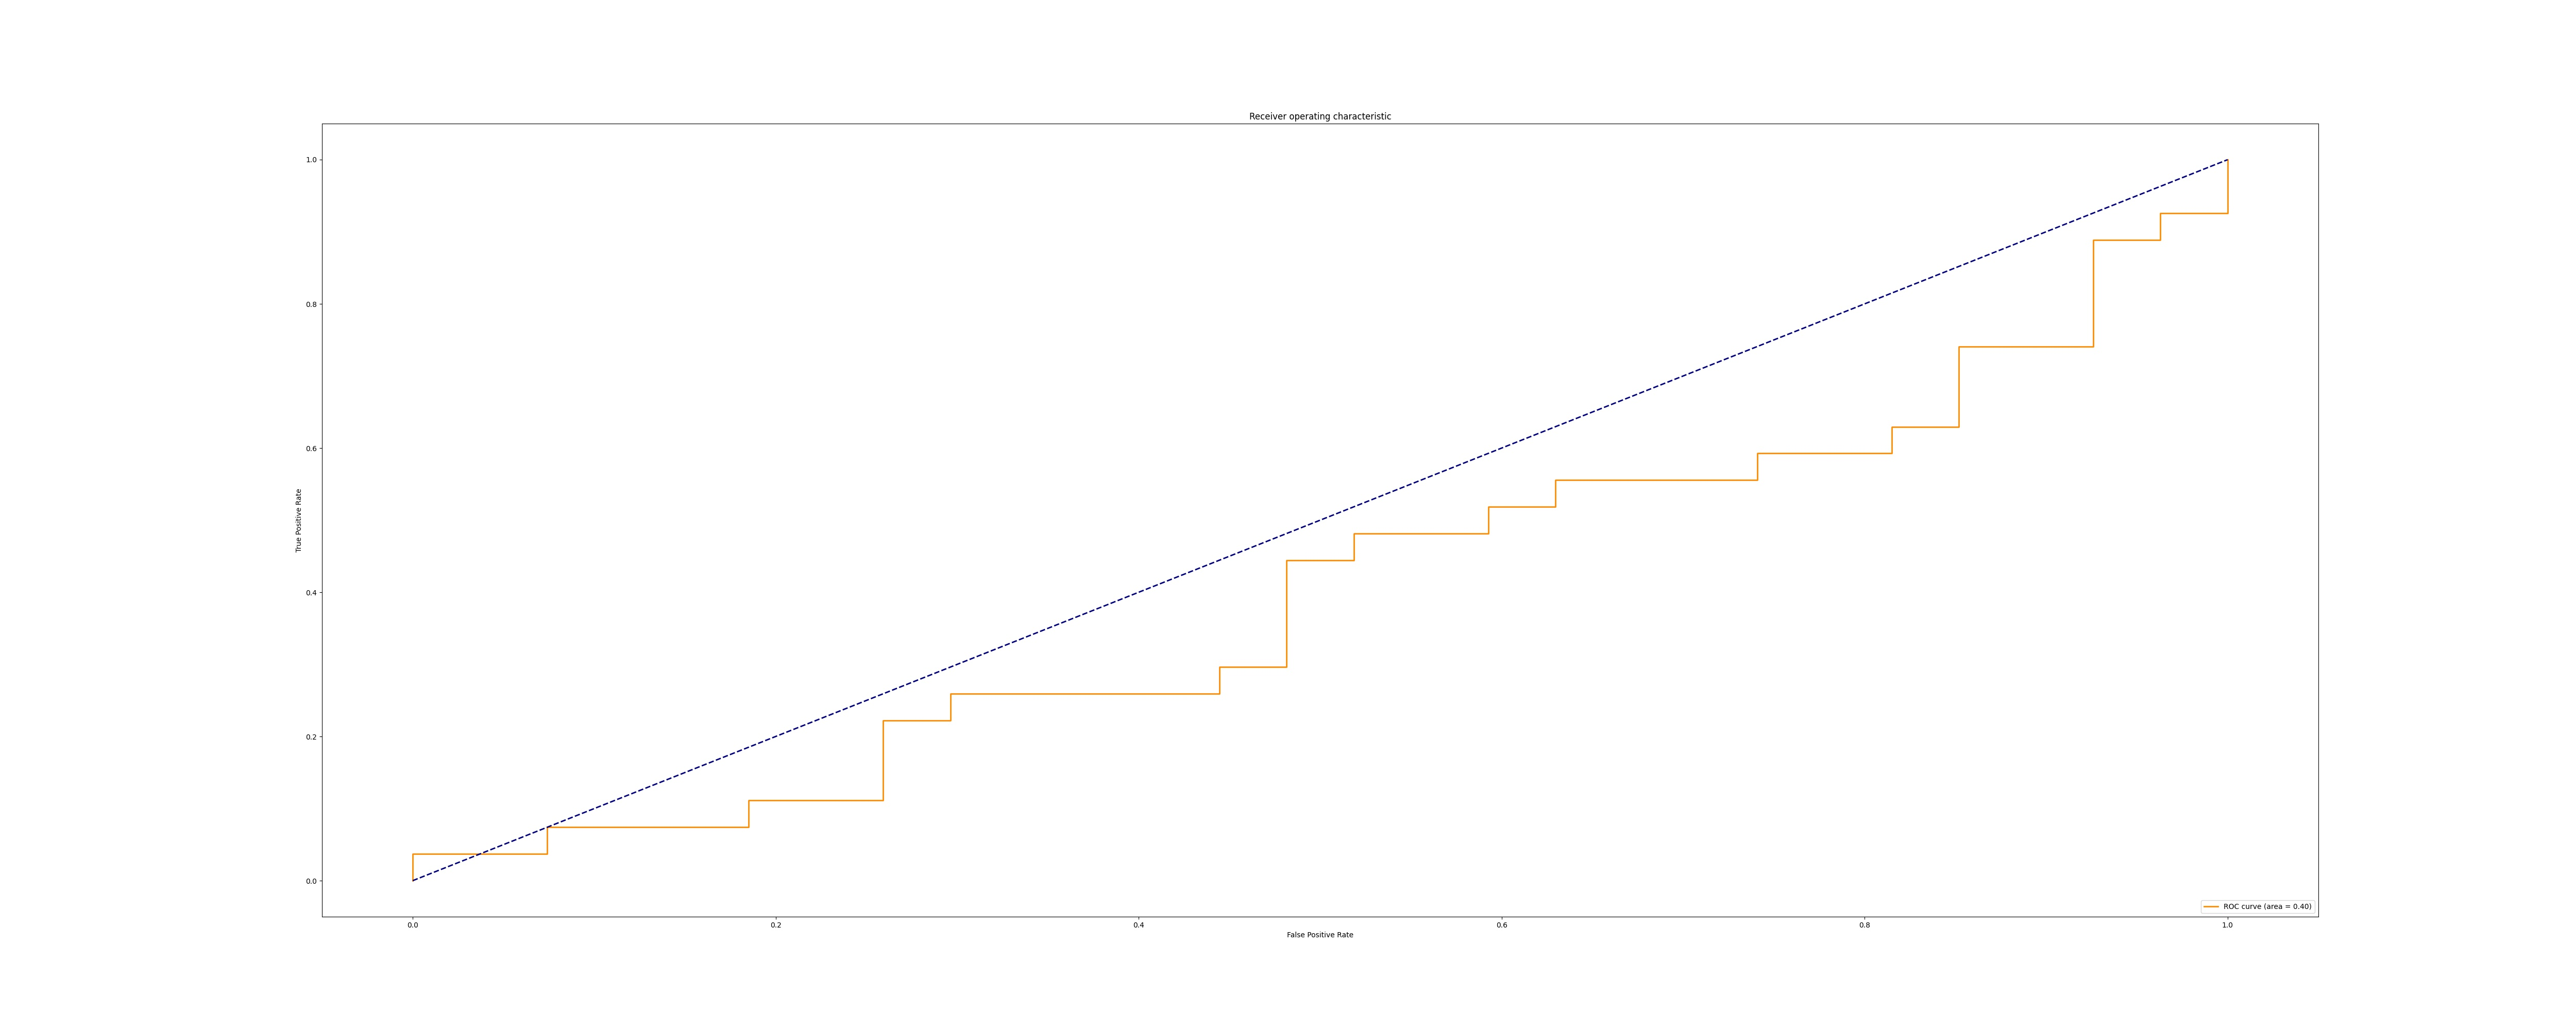 Receiver operating characteristic
1.0
0.8
0.6
0.4
0.2
0.0
True Positive Rate
0.0 0.2 0.4 0.6 0.8 1.0
False Positive Rate
ROC curve (area = 0.40)